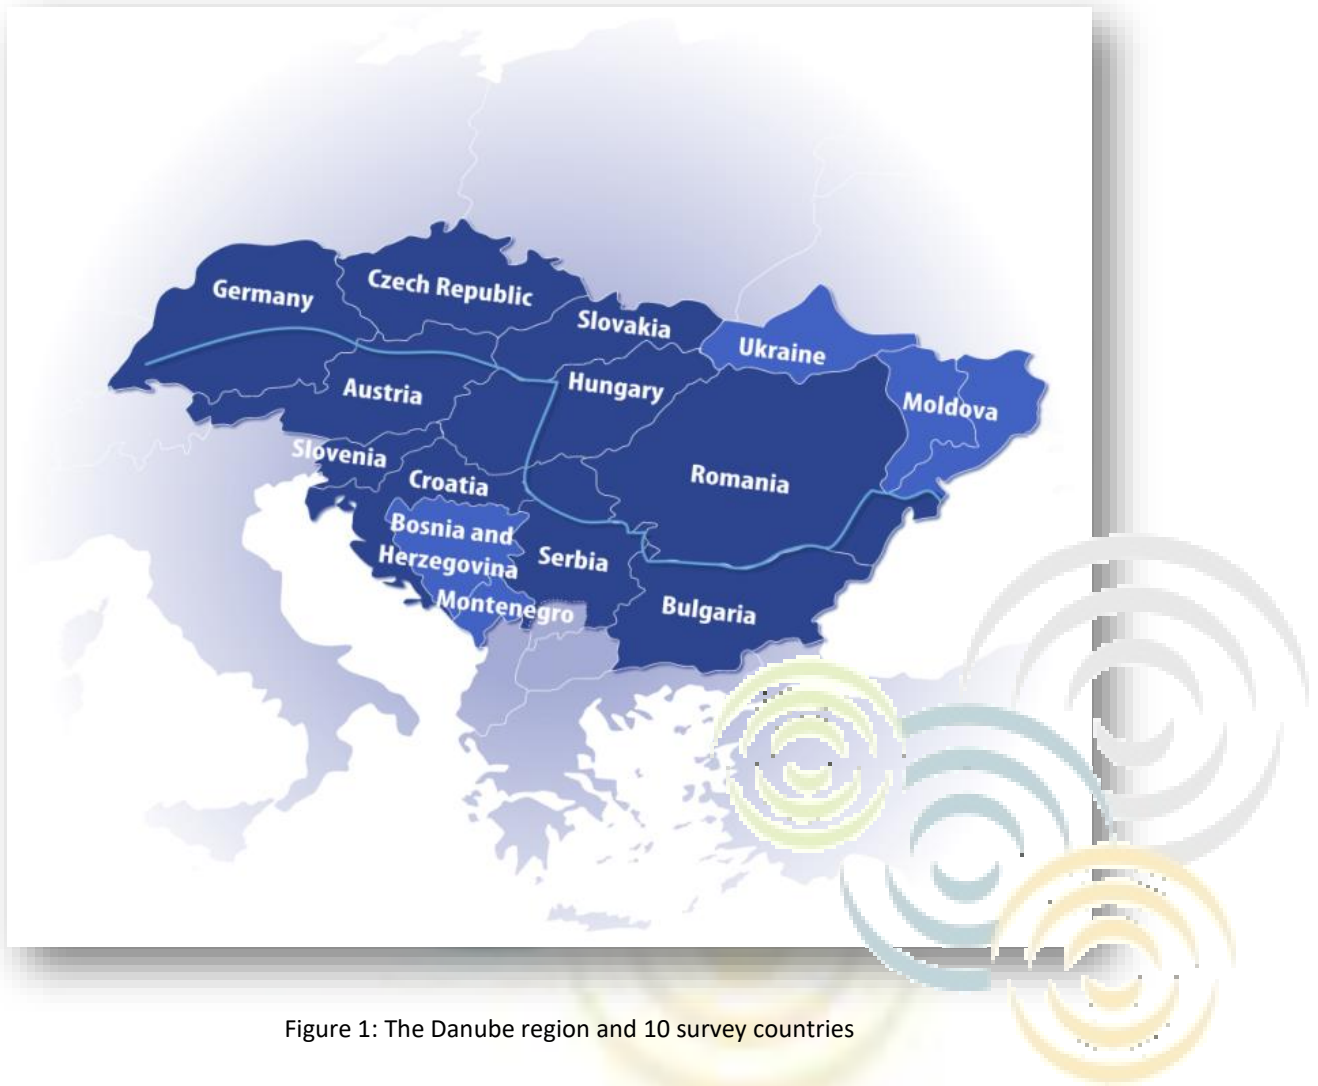 Germany
Czech Republic
Slovakia
Ukraine
Austria
Hungary
Moldova
Slovenia
Croatia
Romania
Bosnia and
Herzegovina
Serbia
Montenegro
Bulgaria
Figure 1: The Danube region and 10 survey countries